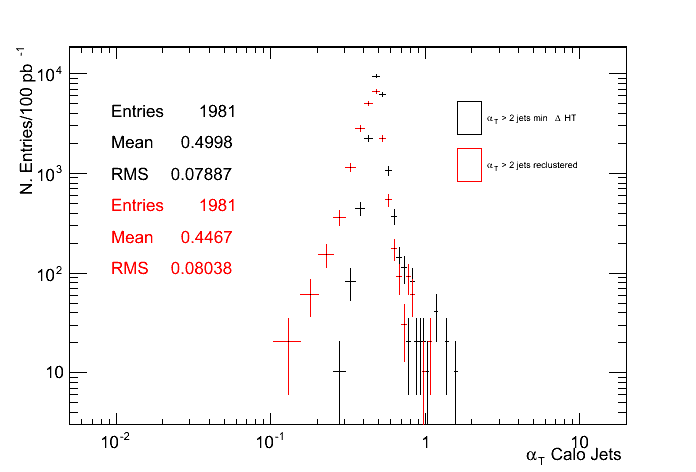 N. Entries/100 pb⁻¹
10⁴
10³
10²
10
Entries 1981
Mean 0.4998
RMS 0.07887
Entries 1981
Mean 0.4467
RMS 0.08038
α_T > 2 jets min Δ HT
α_T > 2 jets reclustered
10⁻² 10⁻¹ 1 10
α_T Calo Jets